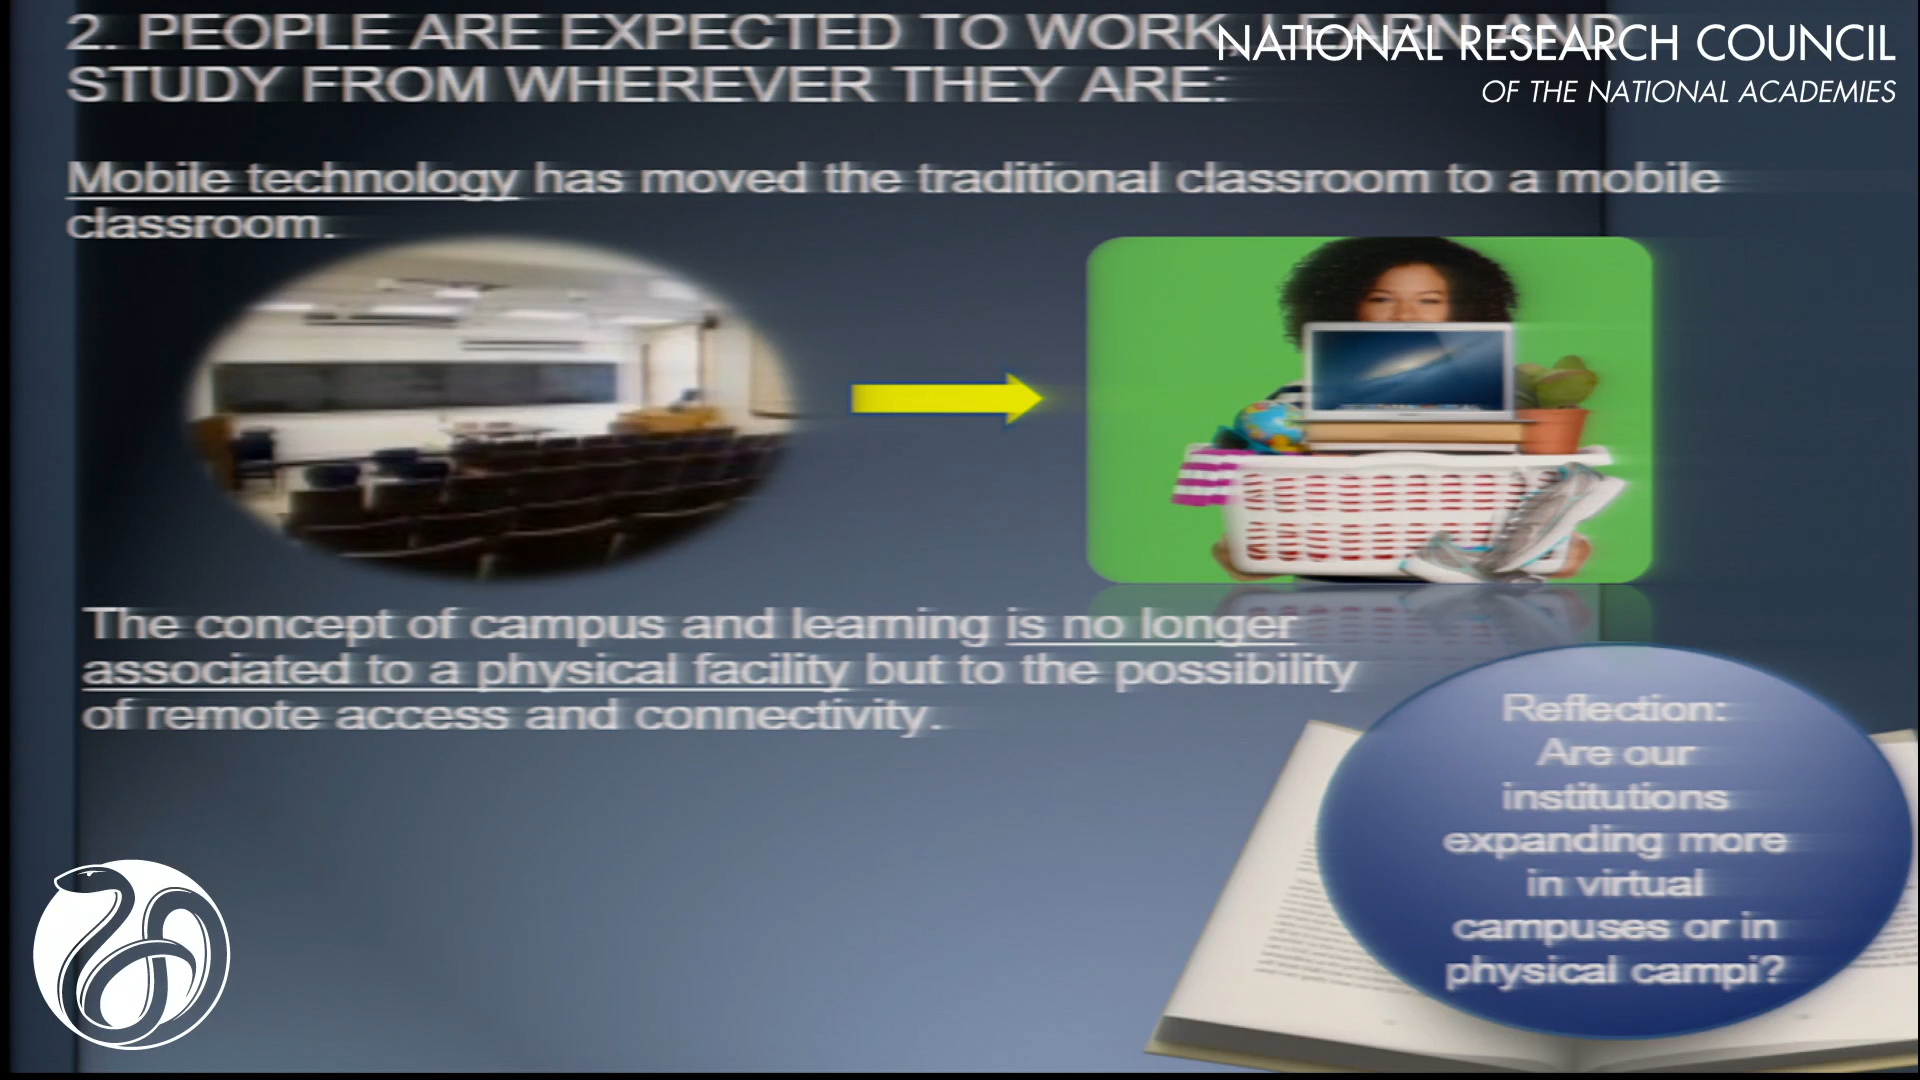 2. PEOPLE ARE EXPECTED TO WORK, LEARN AND
STUDY FROM WHEREVER THEY ARE:
NATIONAL RESEARCH COUNCIL
OF THE NATIONAL ACADEMIES
Mobile technology has moved the traditional classroom to a mobile
classroom.
The concept of campus and learning is no longer
associated to a physical facility but to the possibility
of remote access and connectivity.
Reflection:
Are our
institutions
expanding more
in virtual
campuses or in
physical campi?